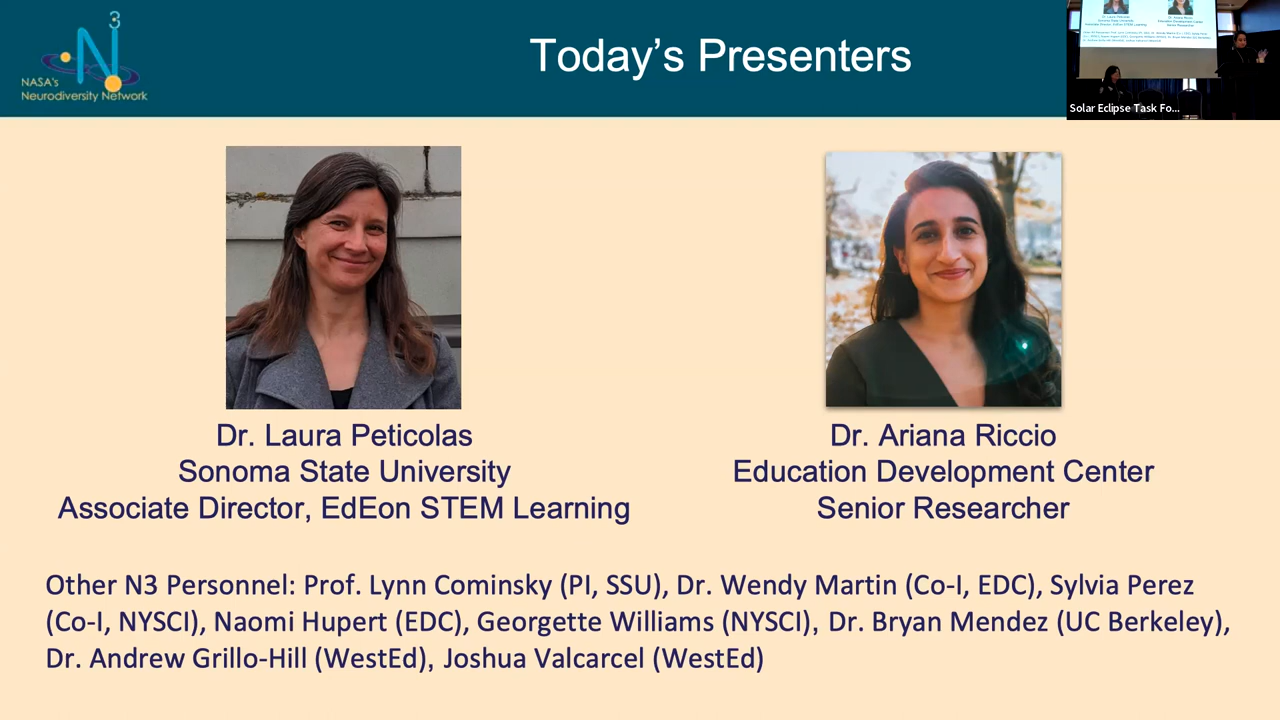 N3
NASA's
Neurodiversity Network
Today's Presenters
Solar Eclipse Task Fo...
Dr. Laura Peticolas
Sonoma State University
Associate Director, EdEon STEM Learning
Dr. Ariana Riccio
Education Development Center
Senior Researcher
Other N3 Personnel: Prof. Lynn Cominsky (PI, SSU), Dr. Wendy Martin (Co-I, EDC), Sylvia Perez
(Co-I, NYSCI), Naomi Hupert (EDC), Georgette Williams (NYSCI), Dr. Bryan Mendez (UC Berkeley),
Dr. Andrew Grillo-Hill (WestEd), Joshua Valcarcel (WestEd)